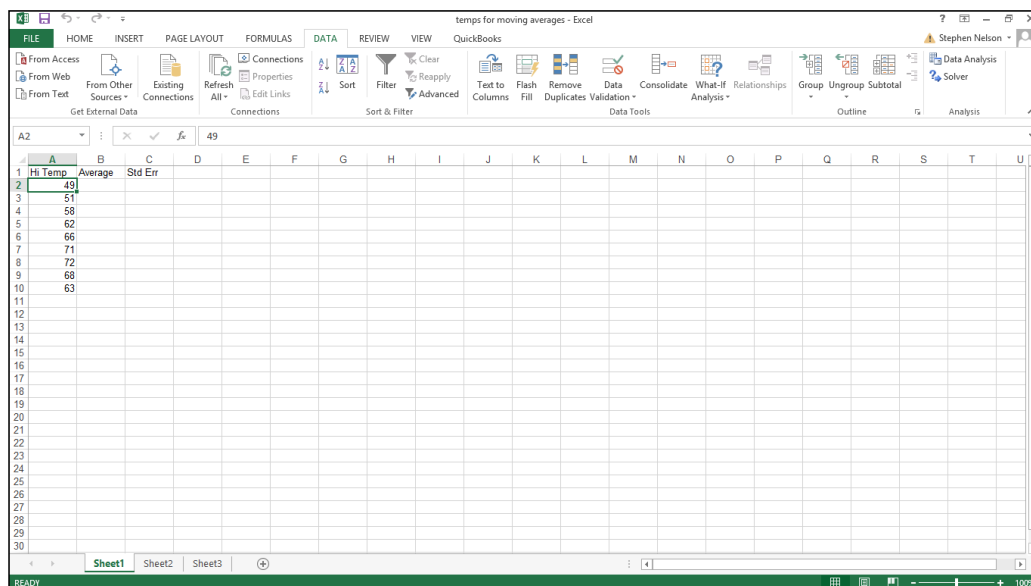 temps for moving averages - Excel
FILE HOME INSERT PAGE LAYOUT FORMULAS DATA REVIEW VIEW QuickBooks Stephen Nelson
From Access
From Web
From Text
From Other Sources
Existing Connections
Get External Data
Refresh All
Connections
Properties
Edit Links
Connections
Sort
Filter
Clear
Reapply
Advanced
Sort & Filter
Text to Columns
Flash Fill
Remove Duplicates
Data Validation
Consolidate
What-If Analysis
Relationships
Data Tools
Group
Ungroup
Subtotal
Outline
Data Analysis
Solver
Analysis
A2 fx 49
A B C D E F G H I J K L M N O P Q R S T U
1 Hi Temp Average Std Err
2 49
3 51
4 58
5 62
6 66
7 71
8 72
9 68
10 63
11
12
13
14
15
16
17
18
19
20
21
22
23
24
25
26
27
28
29
30
Sheet1 Sheet2 Sheet3
READY 100%